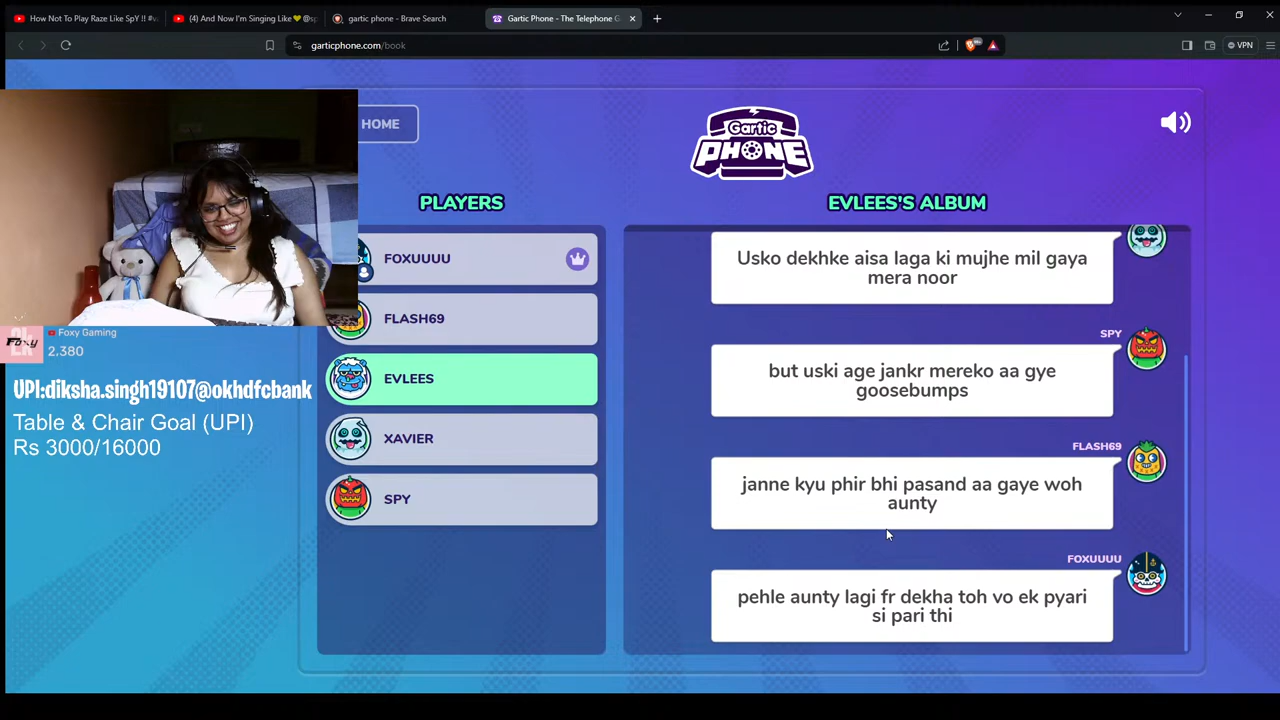 How Not To Play Raze Like SpY !! #va
(4) And Now I'm Singing Like💛@sp
gartic phone - Brave Search
Gartic Phone - The Telephone G
garticphone.com/book
VPN
HOME
Gartic
PHONE
PLAYERS
EVLEES'S ALBUM
FOXUUUU
FLASH69
EVLEES
XAVIER
SPY
Usko dekhke aisa laga ki mujhe mil gaya
mera noor
SPY
but uski age jankr mereko aa gye
goosebumps
FLASH69
janne kyu phir bhi pasand aa gaye woh
aunty
FOXUUUU
pehle aunty lagi fr dekha toh vo ek pyari
si pari thi
Foxy
Foxy Gaming
2,380
UPI:diksha.singh19107@okhdfcbank
Table & Chair Goal (UPI)
Rs 3000/16000